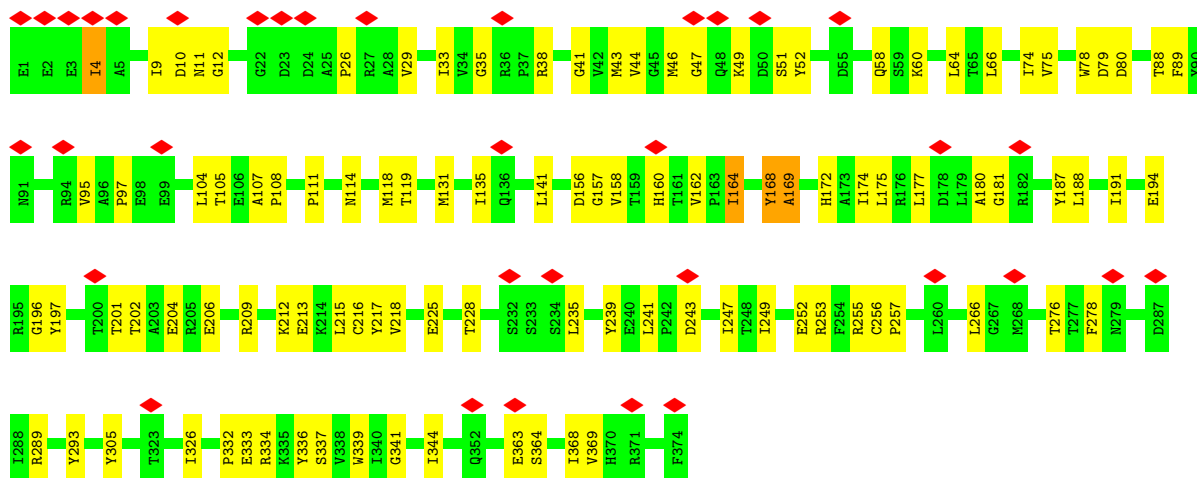 E1 E2 E3 I4 A5 I9 D10 N11 G12 G22 D23 D24 A25 P26 R27 A28 V29 I33 V34 G35 R36 P37 R38 G41 V42 M43 V44 G45 M46 G47 Q48 K49 D50 S51 Y52 D55 Q58 S59 K60 L64 T65 L66 I74 V75 W78 D79 D80 T88 F89 Y90
N91 R94 V95 A96 P97 E98 E99 L104 T105 E106 A107 P108 P111 N114 M118 T119 M131 I135 Q136 L141 D156 G157 V158 T159 H160 T161 V162 P163 I164 Y168 A169 H172 A173 I174 L175 R176 L177 D178 L179 A180 G181 R182 Y187 L188 I191 E194
R195 G196 Y197 T200 T201 T202 A203 E204 R205 E206 R209 K212 E213 K214 L215 C216 Y217 V218 E225 T228 S232 S233 S234 L235 Y239 E240 L241 P242 D243 I247 T248 I249 E252 R253 F254 R255 C256 P257 L260 L266 G267 M268 T276 T277 F278 N279 D287
I288 R289 Y293 Y305 T323 I326 P332 E333 R334 K335 Y336 S337 V338 W339 I340 G341 I344 Q352 E363 S364 I368 V369 H370 R371 F374